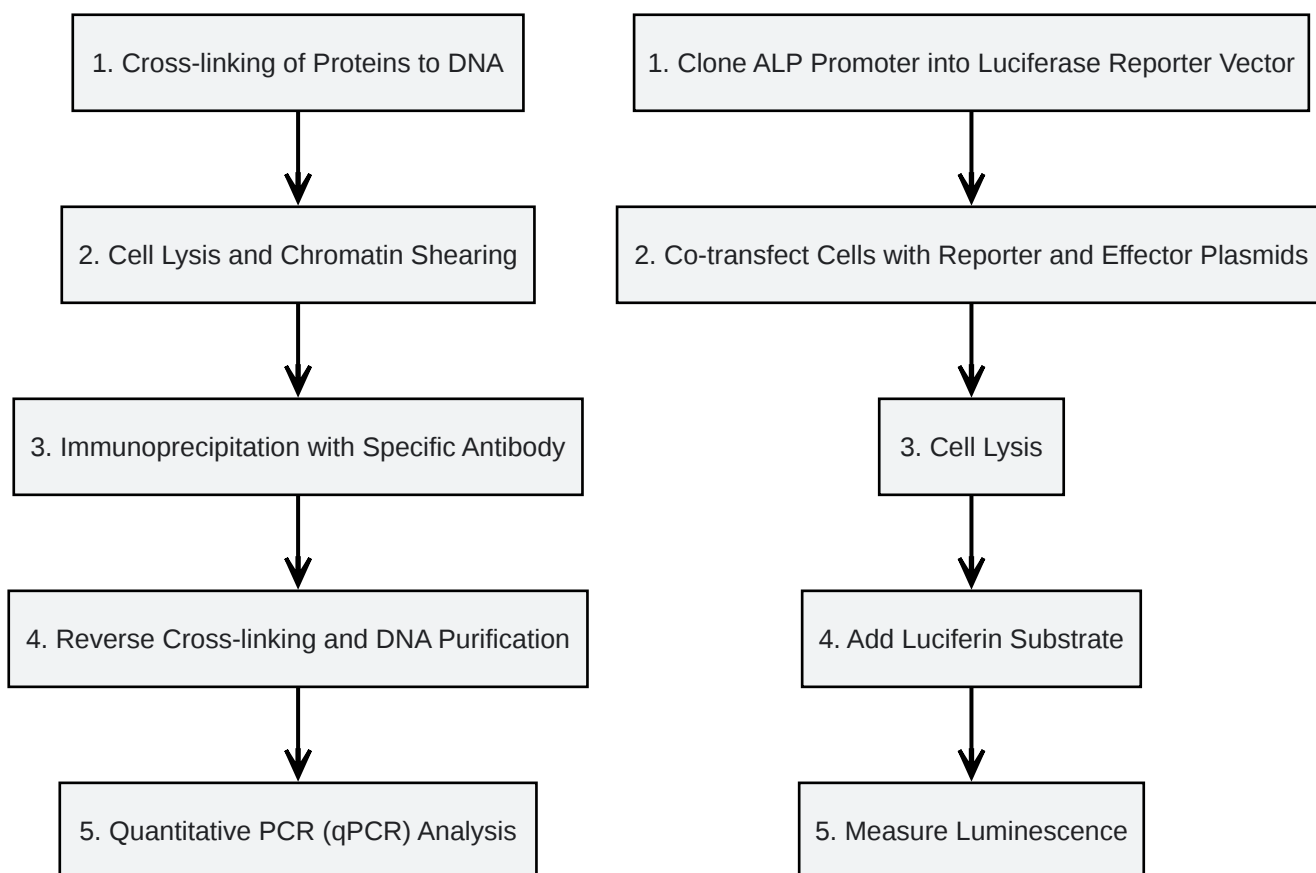 1. Cross-linking of Proteins to DNA
2. Cell Lysis and Chromatin Shearing
3. Immunoprecipitation with Specific Antibody
4. Reverse Cross-linking and DNA Purification
5. Quantitative PCR (qPCR) Analysis
1. Clone ALP Promoter into Luciferase Reporter Vector
2. Co-transfect Cells with Reporter and Effector Plasmids
3. Cell Lysis
4. Add Luciferin Substrate
5. Measure Luminescence